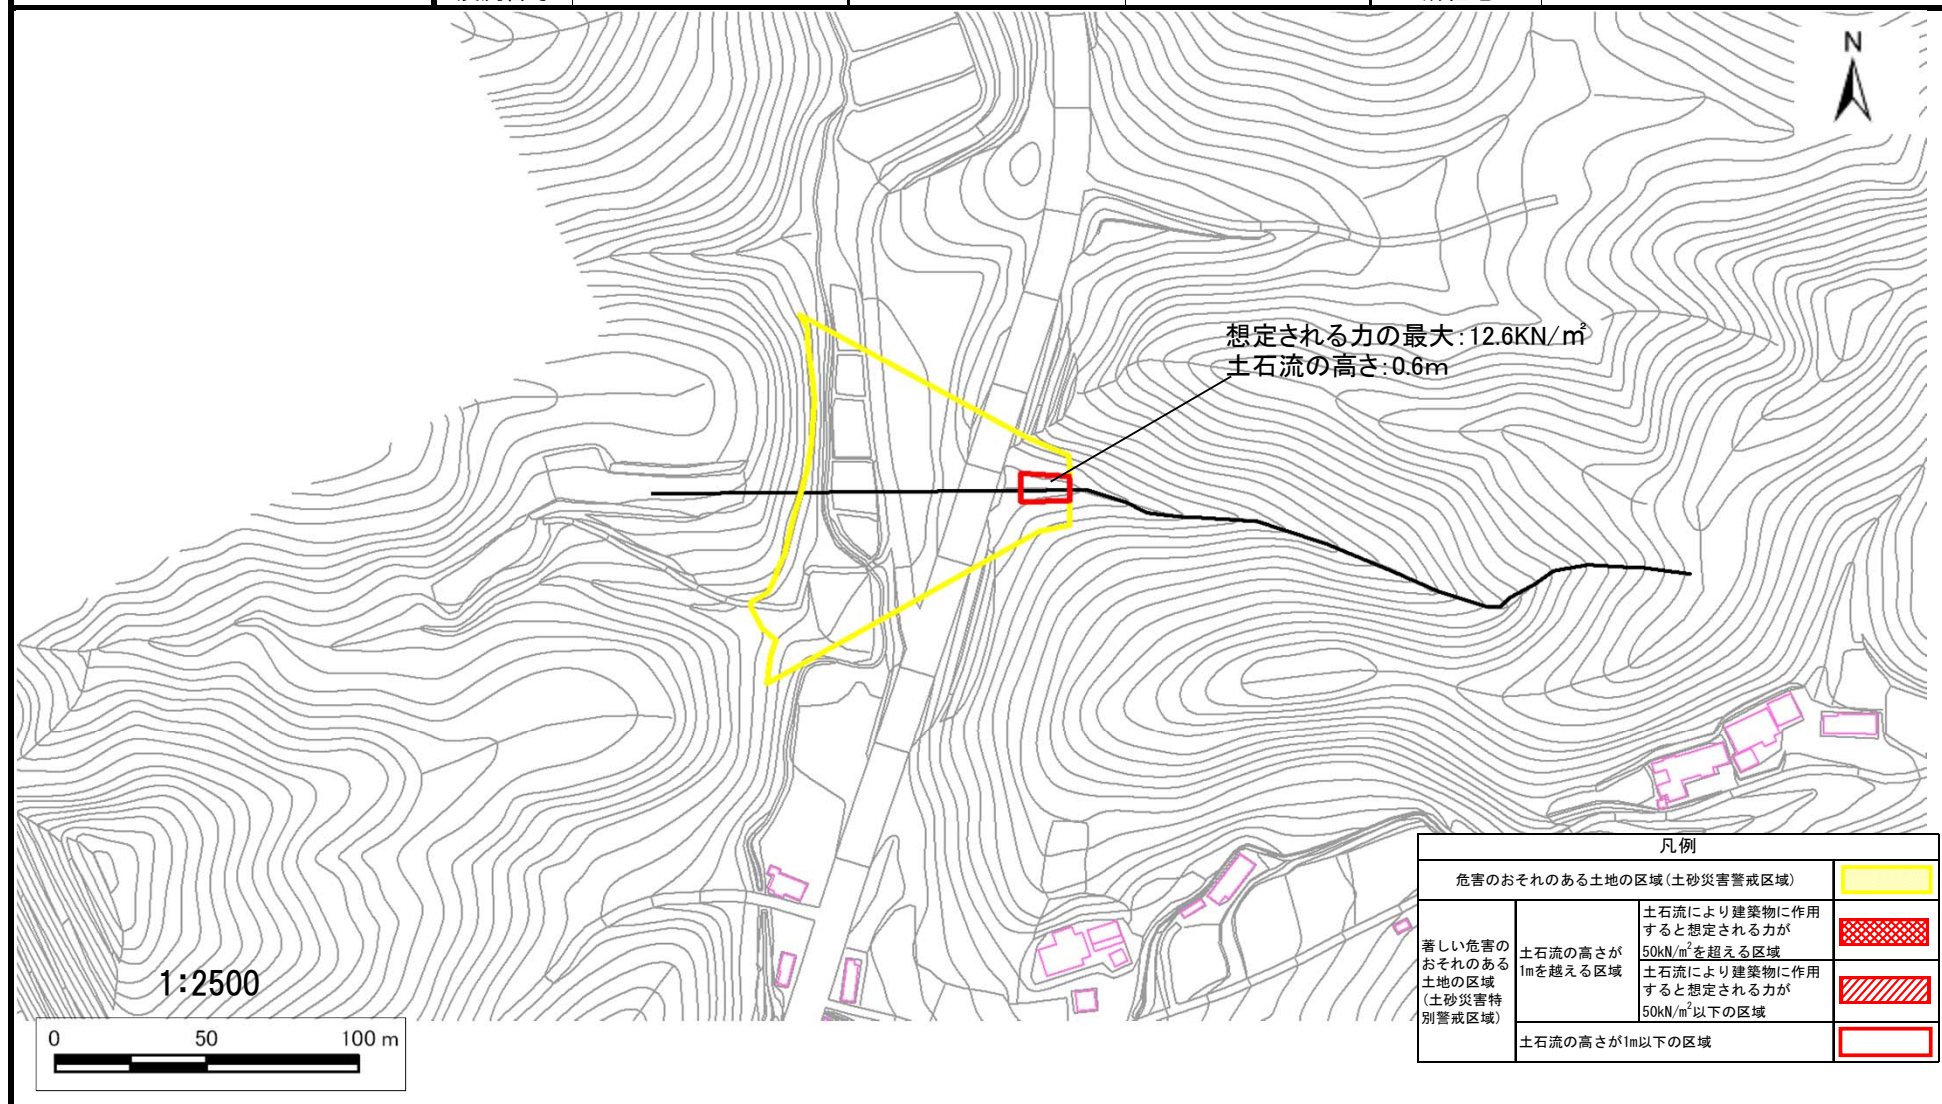 N
想定される力の最大:12.6KN/㎡
土石流の高さ:0.6m
1:2500
0 50 100 m
凡例
危害のおそれのある土地の区域(土砂災害警戒区域)
著しい危害の
おそれのある
土地の区域
(土砂災害特
別警戒区域)
土石流の高さが
1mを越える区域
土石流により建築物に作用
すると想定される力が
50kN/m²を超える区域
土石流により建築物に作用
すると想定される力が
50kN/m²以下の区域
土石流の高さが1m以下の区域